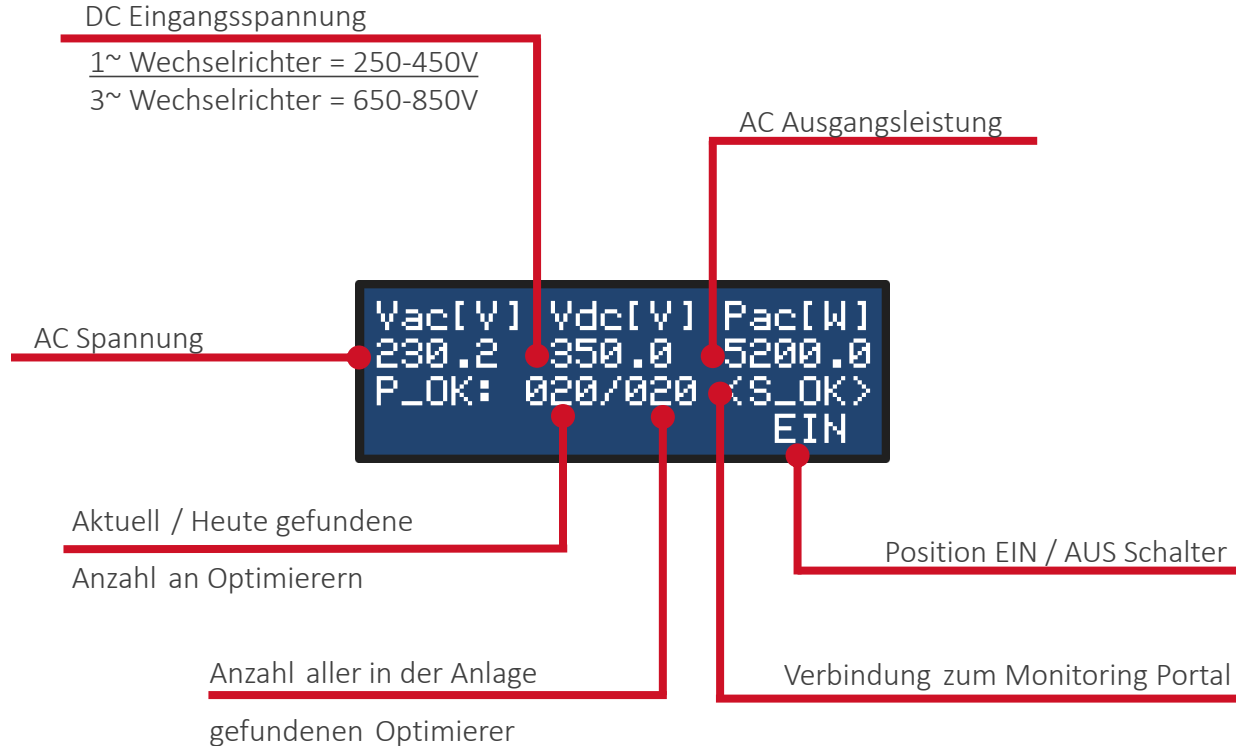 DC Eingangsspannung
1~ Wechselrichter = 250-450V
3~ Wechselrichter = 650-850V
AC Ausgangsleistung
AC Spannung
Vac[V] Vdc[V] Pac[W]
230.2 350.0 5200.0
P_OK: 020/020 <S_OK>
EIN
Aktuell / Heute gefundene
Anzahl an Optimierern
Position EIN / AUS Schalter
Anzahl aller in der Anlage
gefundenen Optimierer
Verbindung zum Monitoring Portal